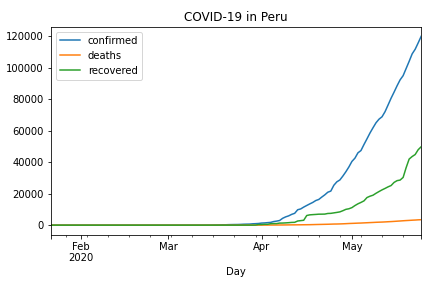 COVID-19 in Peru
confirmed
deaths
recovered
120000
100000
80000
60000
40000
20000
0
Feb Mar Apr May
2020
Day